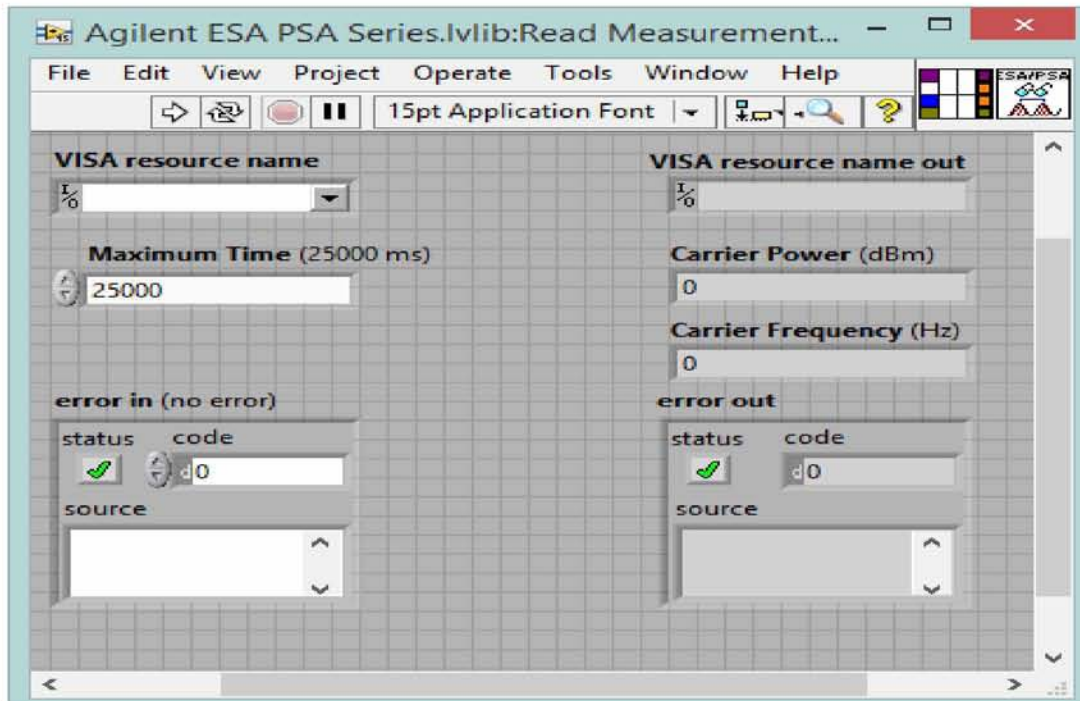 Agilent ESA PSA Series.lvlib:Read Measurement...
File Edit View Project Operate Tools Window Help
15pt Application Font
ESA/PSA
VISA resource name
VISA resource name out
I/O
I/O
Maximum Time (25000 ms)
Carrier Power (dBm)
25000
0
Carrier Frequency (Hz)
0
error in (no error)
error out
status code
status code
d0
d0
source
source